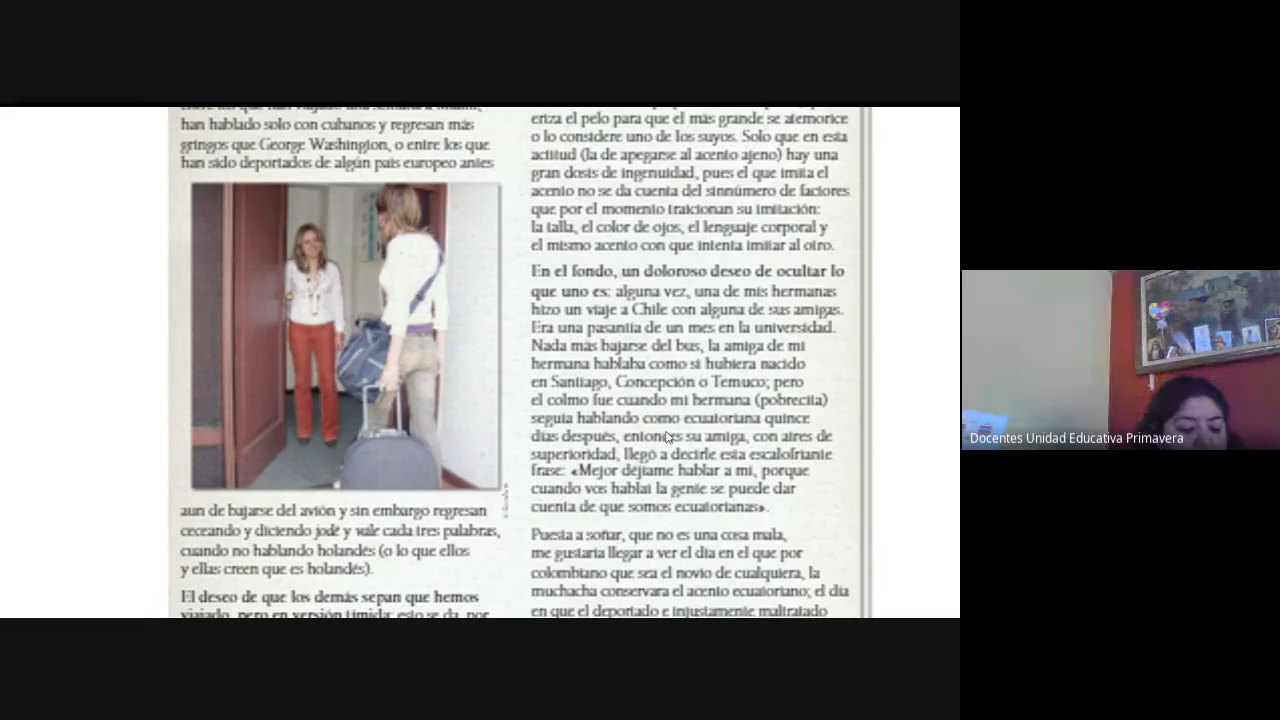 han hablado solo con cubanos y regresan más
gringos que George Washington, o entre los que
han sido deportados de algún país europeo antes
aun de bajarse del avión y sin embargo regresan
ceceando y diciendo jodé y vale cada tres palabras,
cuando no hablando holandés (o lo que ellos
y ellas creen que es holandés).
El deseo de que los demás sepan que hemos
viajado, pero en versión tímida: esto se da, por
eriza el pelo para que el más grande se atemorice
o lo considere uno de los suyos. Solo que en esta
actitud (la de apegarse al acento ajeno) hay una
gran dosis de ingenuidad, pues el que imita el
acento no se da cuenta del sinnúmero de factores
que por el momento traicionan su imitación:
la talla, el color de ojos, el lenguaje corporal y
el mismo acento con que intenta imitar al otro.
En el fondo, un doloroso deseo de ocultar lo
que uno es: alguna vez, una de mis hermanas
hizo un viaje a Chile con alguna de sus amigas.
Era una pasantía de un mes en la universidad.
Nada más bajarse del bus, la amiga de mi
hermana hablaba como si hubiera nacido
en Santiago, Concepción o Temuco; pero
el colmo fue cuando mi hermana (pobrecita)
seguía hablando como ecuatoriana quince
días después, entonces su amiga, con aires de
superioridad, llegó a decirle esta escalofriante
frase: «Mejor déjame hablar a mí, porque
cuando vos hablai la gente se puede dar
cuenta de que somos ecuatorianas».
Puesta a soñar, que no es una cosa mala,
me gustaría llegar a ver el día en el que por
colombiano que sea el novio de cualquiera, la
muchacha conservara el acento ecuatoriano; el día
en que el deportado e injustamente maltratado
Docentes Unidad Educativa Primavera